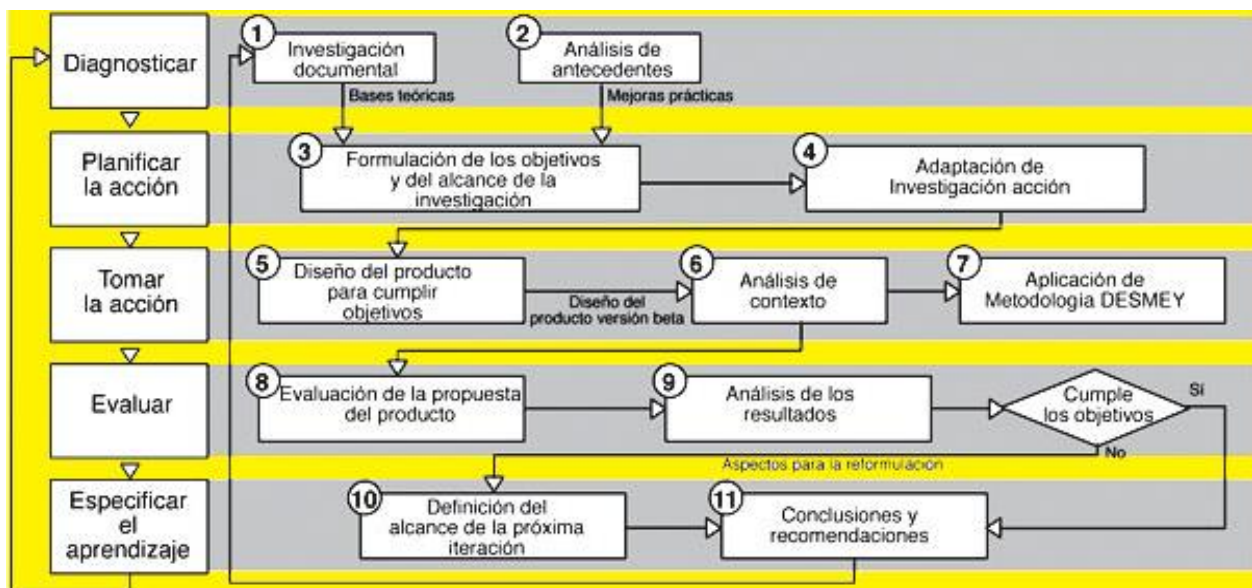 Diagnosticar
1
Investigación
documental
2
Análisis de
antecedentes
Bases teóricas
Mejoras prácticas
Planificar
la acción
3
Formulación de los objetivos
y del alcance de la
investigación
4
Adaptación de
Investigación acción
Tomar
la acción
5
Diseño del producto
para cumplir
objetivos
Diseño del
producto versión beta
6
Análisis de
contexto
7
Aplicación de
Metodología DESMEY
Evaluar
8
Evaluación de la propuesta
del producto
9
Análisis de los
resultados
Cumple
los objetivos
Sí
No
Aspectos para la reformulación
Especificar
el
aprendizaje
10
Definición del
alcance de la próxima
iteración
11
Conclusiones y
recomendaciones